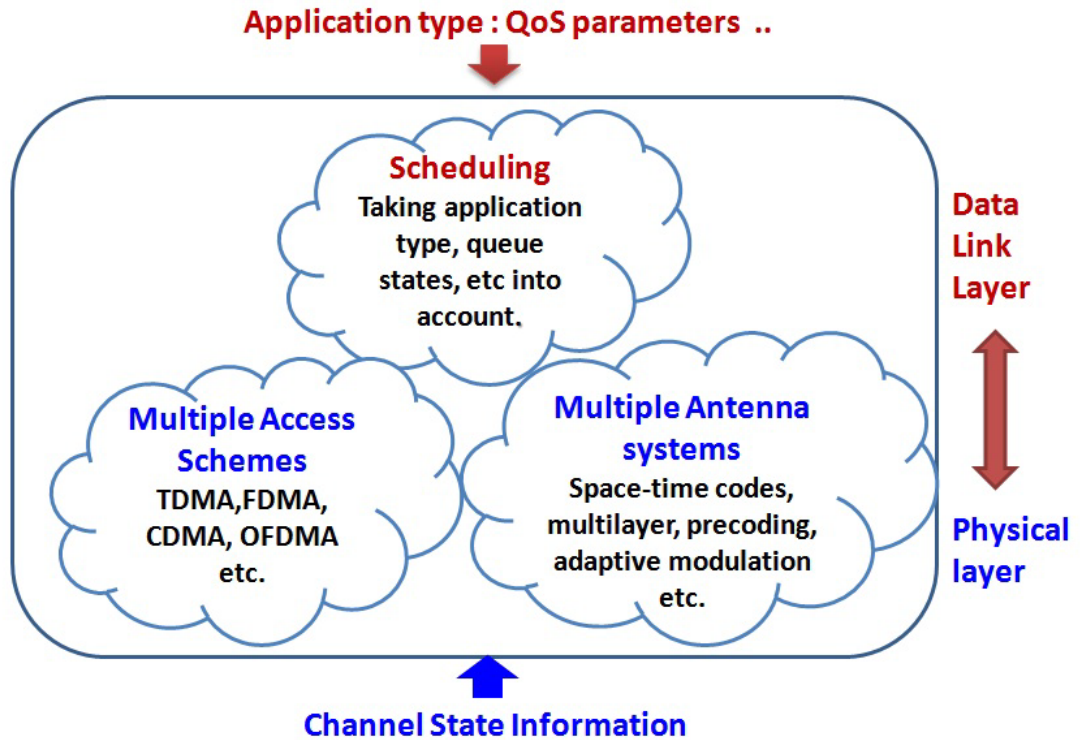 Application type : QoS parameters ..
Scheduling
Taking application
type, queue
states, etc into
account.
Data
Link
Layer
Multiple Access
Schemes
TDMA,FDMA,
CDMA, OFDMA
etc.
Multiple Antenna
systems
Space-time codes,
multilayer, precoding,
adaptive modulation
etc.
Physical
layer
Channel State Information